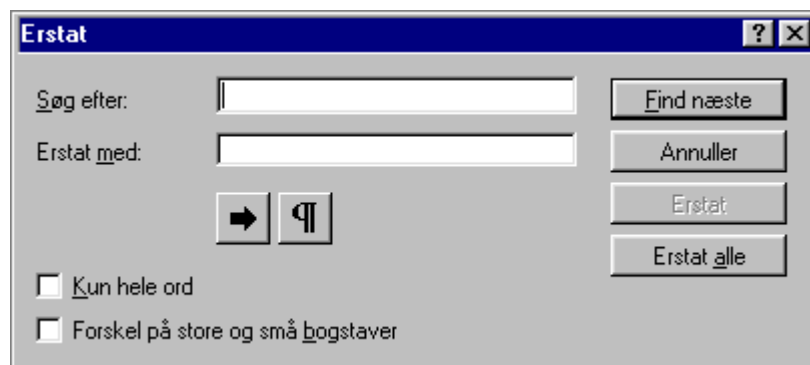 Erstat
Søg efter:
Find næste
Erstat med:
Annuller
¶
Erstat
Erstat alle
Kun hele ord
Forskel på store og små bogstaver